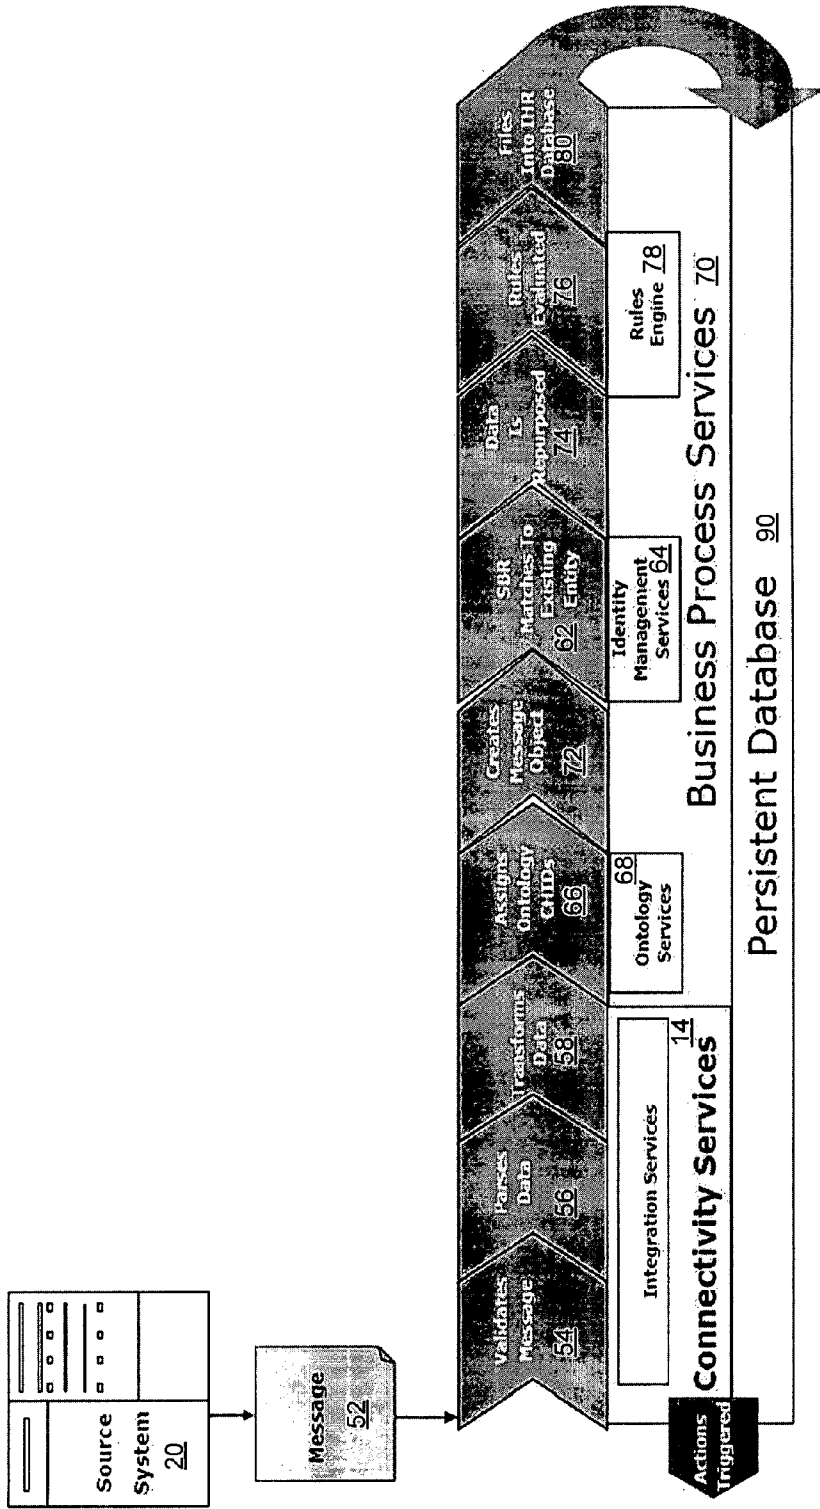 Source
System
20
Message
52
Validates
Message
54
Parses
Data
56
Transforms
Data
58
Assigns
Ontology
CHIDs
66
Creates
Message
Object
72
SBR
Matches To
Existing
Entity
62
Data
Is
Repurposed
74
Rules
Evaluated
76
Files
Into IHR
Database
80
Integration Services
14
Connectivity Services
Ontology
Services
68
Identity
Management
Services 64
Rules
Engine 78
Business Process Services 70
Persistent Database 90
Actions
Triggered